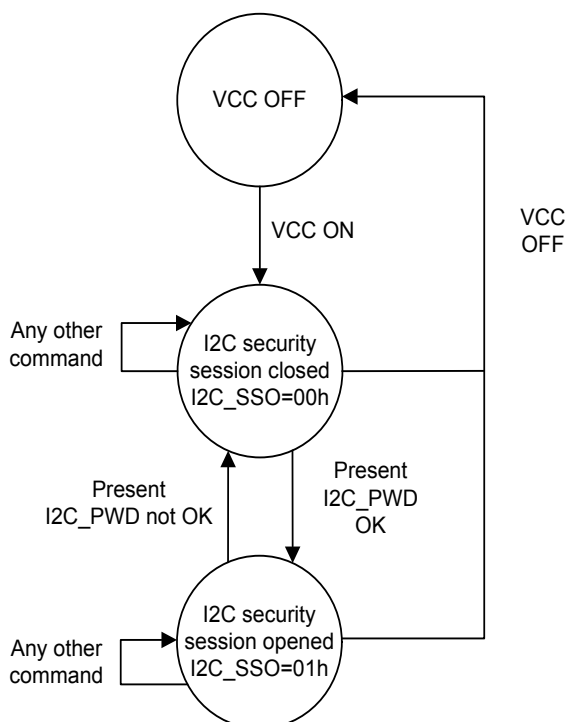 VCC OFF
VCC ON
VCC
OFF
Any other
command
I2C security
session closed
I2C_SSO=00h
Present
I2C_PWD not OK
Present
I2C_PWD
OK
I2C security
session opened
I2C_SSO=01h
Any other
command